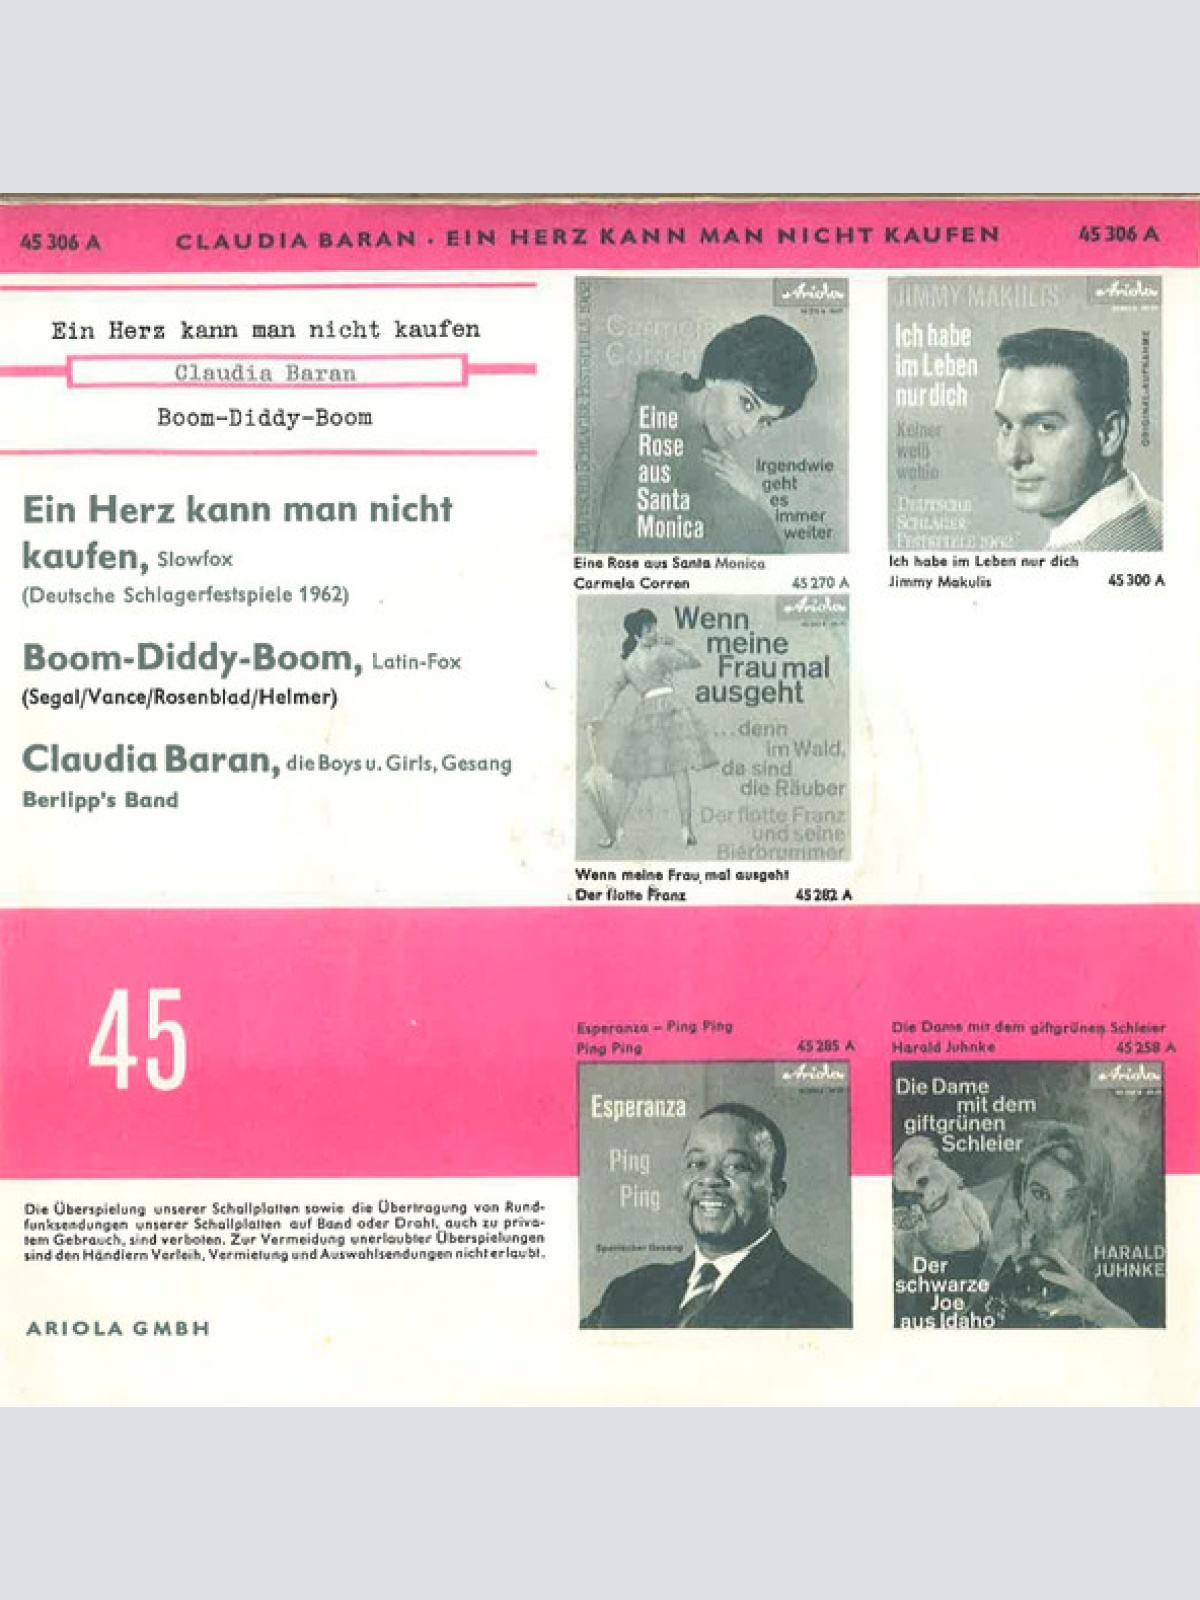 45 306 A CLAUDIA BARAN · EIN HERZ KANN MAN NICHT KAUFEN 45 306 A
Ein Herz kann man nicht kaufen
Claudia Baran
Boom-Diddy-Boom
Ein Herz kann man nicht
kaufen, Slowfox
(Deutsche Schlagerfestspiele 1962)
Boom-Diddy-Boom, Latin-Fox
(Segal/Vance/Rosenblad/Helmer)
Claudia Baran, die Boys u. Girls, Gesang
Berlipp's Band
Ariola
Carmela
Corren
DEUTSCHE SCHLAGER-FESTSPIELE 1962
Eine
Rose
aus
Santa
Monica
Irgendwie
geht
es
immer
weiter
Eine Rose aus Santa Monica
Carmela Corren 45 270 A
JIMMY MAKULIS
Ariola
Ich habe
im Leben
nur dich
Keiner
weiß
wohin
ORIGINAL-AUFNAHME
DEUTSCHE
SCHLAGER-
FESTSPIELE 1962
Ich habe im Leben nur dich
Jimmy Makulis 45 300 A
Ariola
Wenn
meine
Frau mal
ausgeht
...denn
im Wald,
da sind
die Räuber
Der flotte Franz
und seine
Bierbrummer
Wenn meine Frau mal ausgeht
Der flotte Franz 45 282 A
45
Esperanza – Ping Ping
Ping Ping 45 285 A
Ariola
Esperanza
Ping
Ping
Spanischer Gesang
Die Dame mit dem giftgrünen Schleier
Harald Juhnke 45 258 A
Ariola
Die Dame
mit dem
giftgrünen
Schleier
HARALD
JUHNKE
Der
schwarze
Joe
aus Idaho
Die Überspielung unserer Schallplatten sowie die Übertragung von Rund-
funksendungen unserer Schallplatten auf Band oder Draht, auch zu priva-
tem Gebrauch, sind verboten. Zur Vermeidung unerlaubter Überspielungen
sind den Händlern Verleih, Vermietung und Auswahlsendungen nicht erlaubt.
ARIOLA GMBH